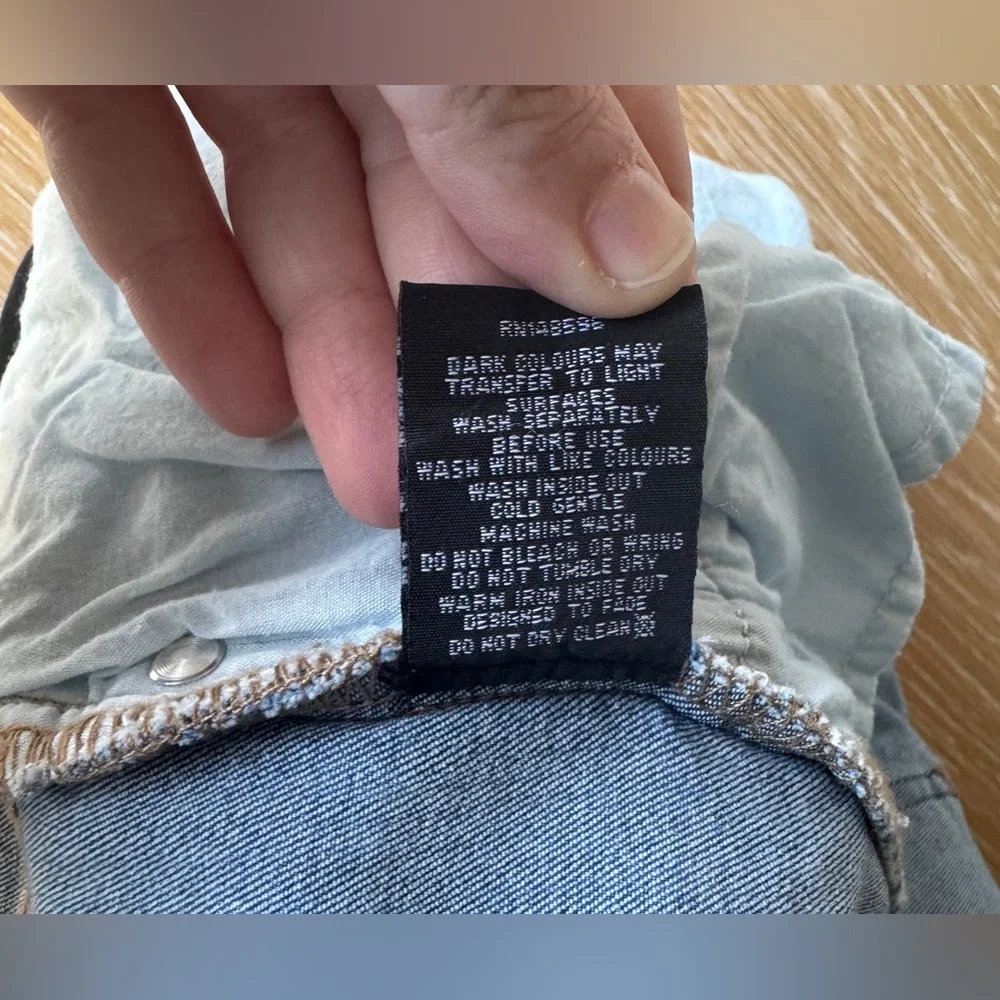 DARK COLOURS MAY
TRANSFER TO LIGHT
SURFACES
WASH SEPARATELY
BEFORE USE
WASH WITH LIKE COLOURS
WASH INSIDE OUT
COLD GENTLE
MACHINE WASH
DO NOT BLEACH OR WRING
DO NOT TUMBLE DRY
WARM IRON INSIDE OUT
DESIGNED TO FADE
DO NOT DRY CLEAN